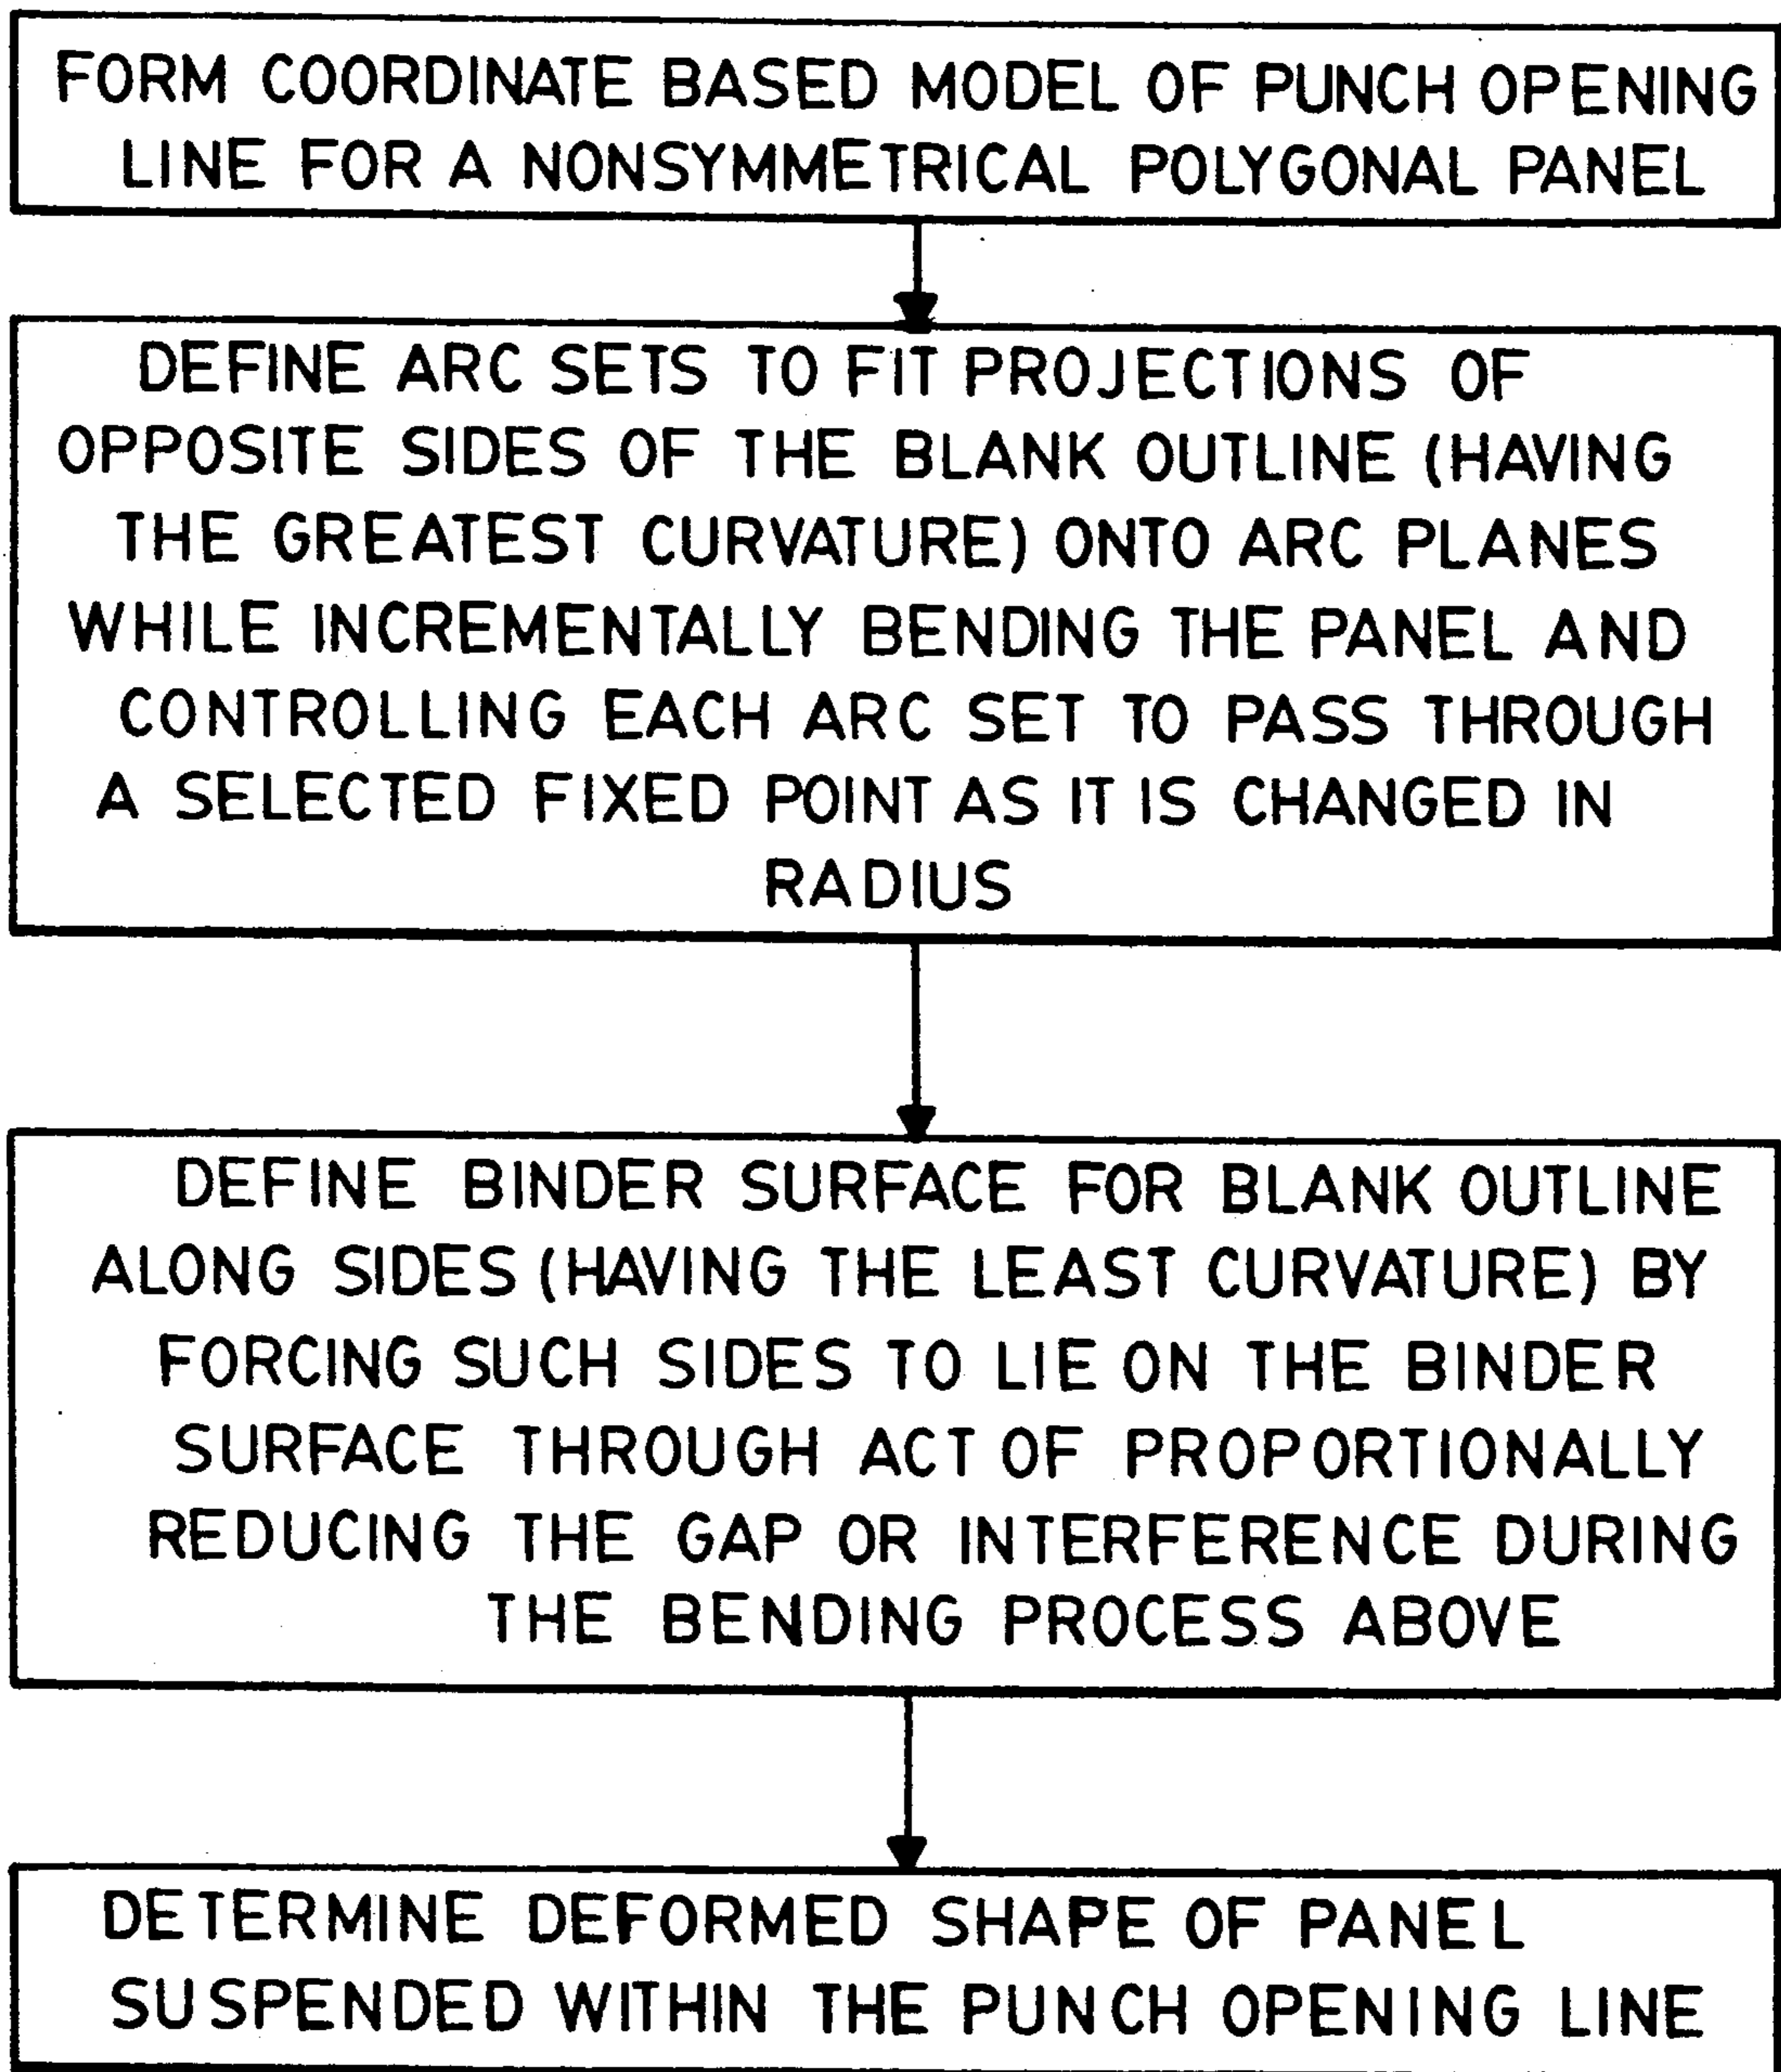 FORM COORDINATE BASED MODEL OF PUNCH OPENING
LINE FOR A NONSYMMETRICAL POLYGONAL PANEL
DEFINE ARC SETS TO FIT PROJECTIONS OF
OPPOSITE SIDES OF THE BLANK OUTLINE (HAVING
THE GREATEST CURVATURE) ONTO ARC PLANES
WHILE INCREMENTALLY BENDING THE PANEL AND
CONTROLLING EACH ARC SET TO PASS THROUGH
A SELECTED FIXED POINT AS IT IS CHANGED IN
RADIUS
DEFINE BINDER SURFACE FOR BLANK OUTLINE
ALONG SIDES (HAVING THE LEAST CURVATURE) BY
FORCING SUCH SIDES TO LIE ON THE BINDER
SURFACE THROUGH ACT OF PROPORTIONALLY
REDUCING THE GAP OR INTERFERENCE DURING
THE BENDING PROCESS ABOVE
DETERMINE DEFORMED SHAPE OF PANEL
SUSPENDED WITHIN THE PUNCH OPENING LINE